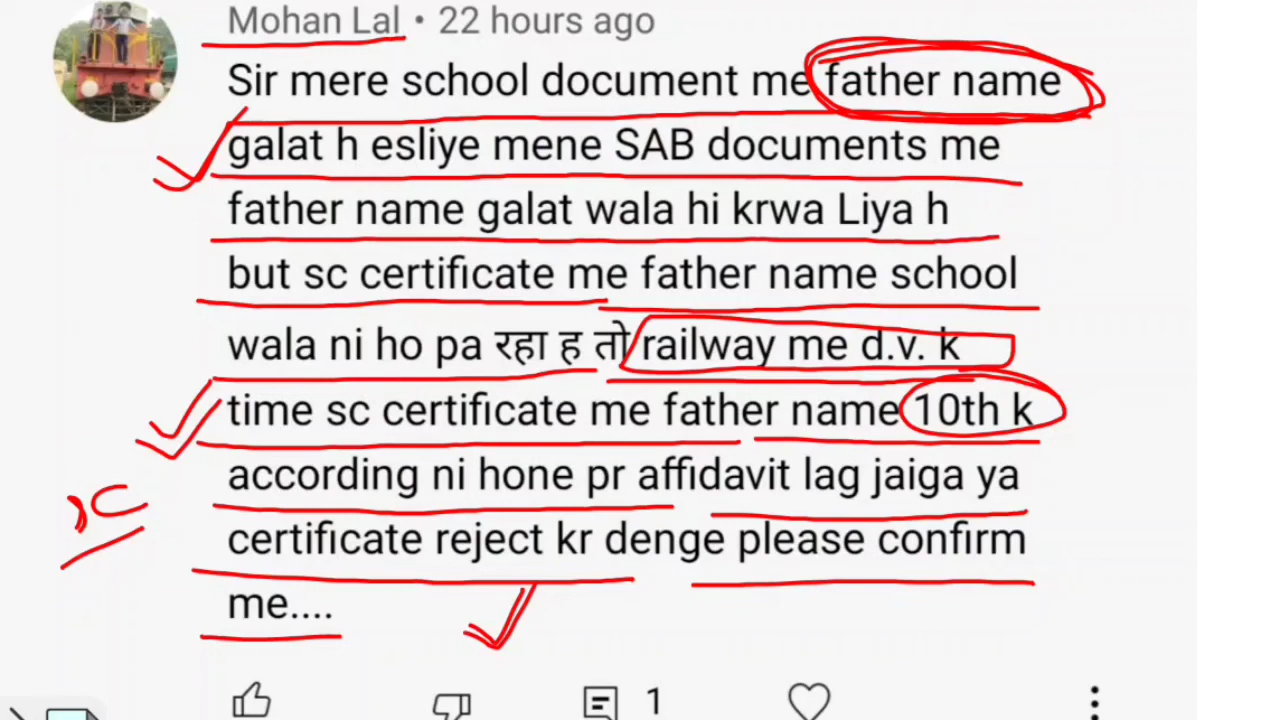 Mohan Lal • 22 hours ago
Sir mere school document me father name
galat h esliye mene SAB documents me
father name galat wala hi krwa Liya h
but sc certificate me father name school
wala ni ho pa रहा ह तो railway me d.v. k
time sc certificate me father name 10th k
according ni hone pr affidavit lag jaiga ya
certificate reject kr denge please confirm
me....
1